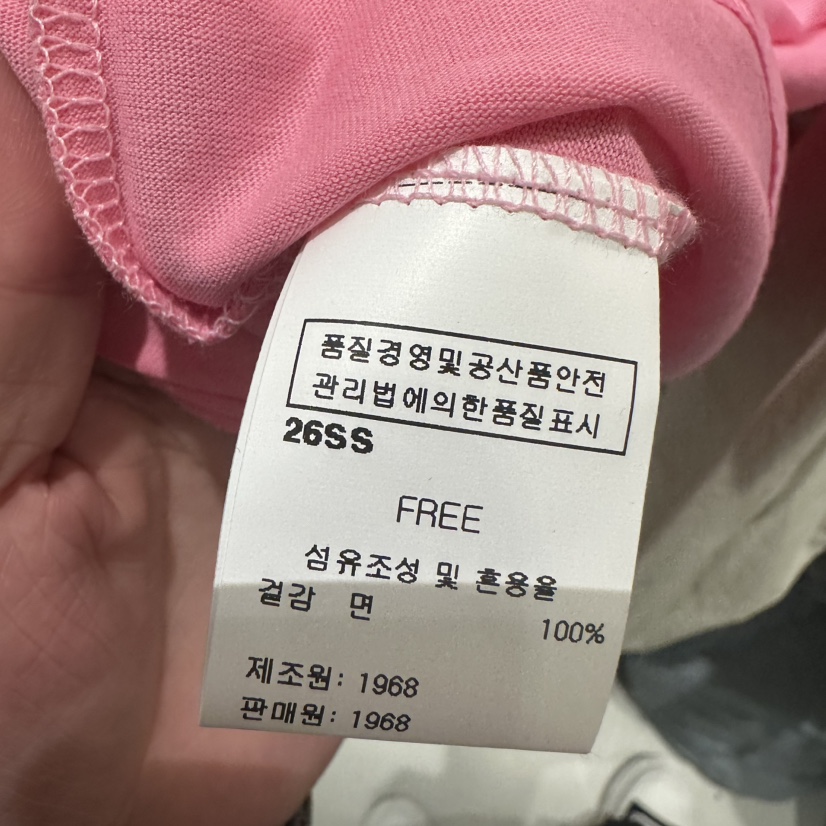 품질경영및공산품안전
관리법에의한품질표시
26SS
FREE
섬유조성 및 혼용율
겉감 면
100%
제조원: 1968
판매원: 1968